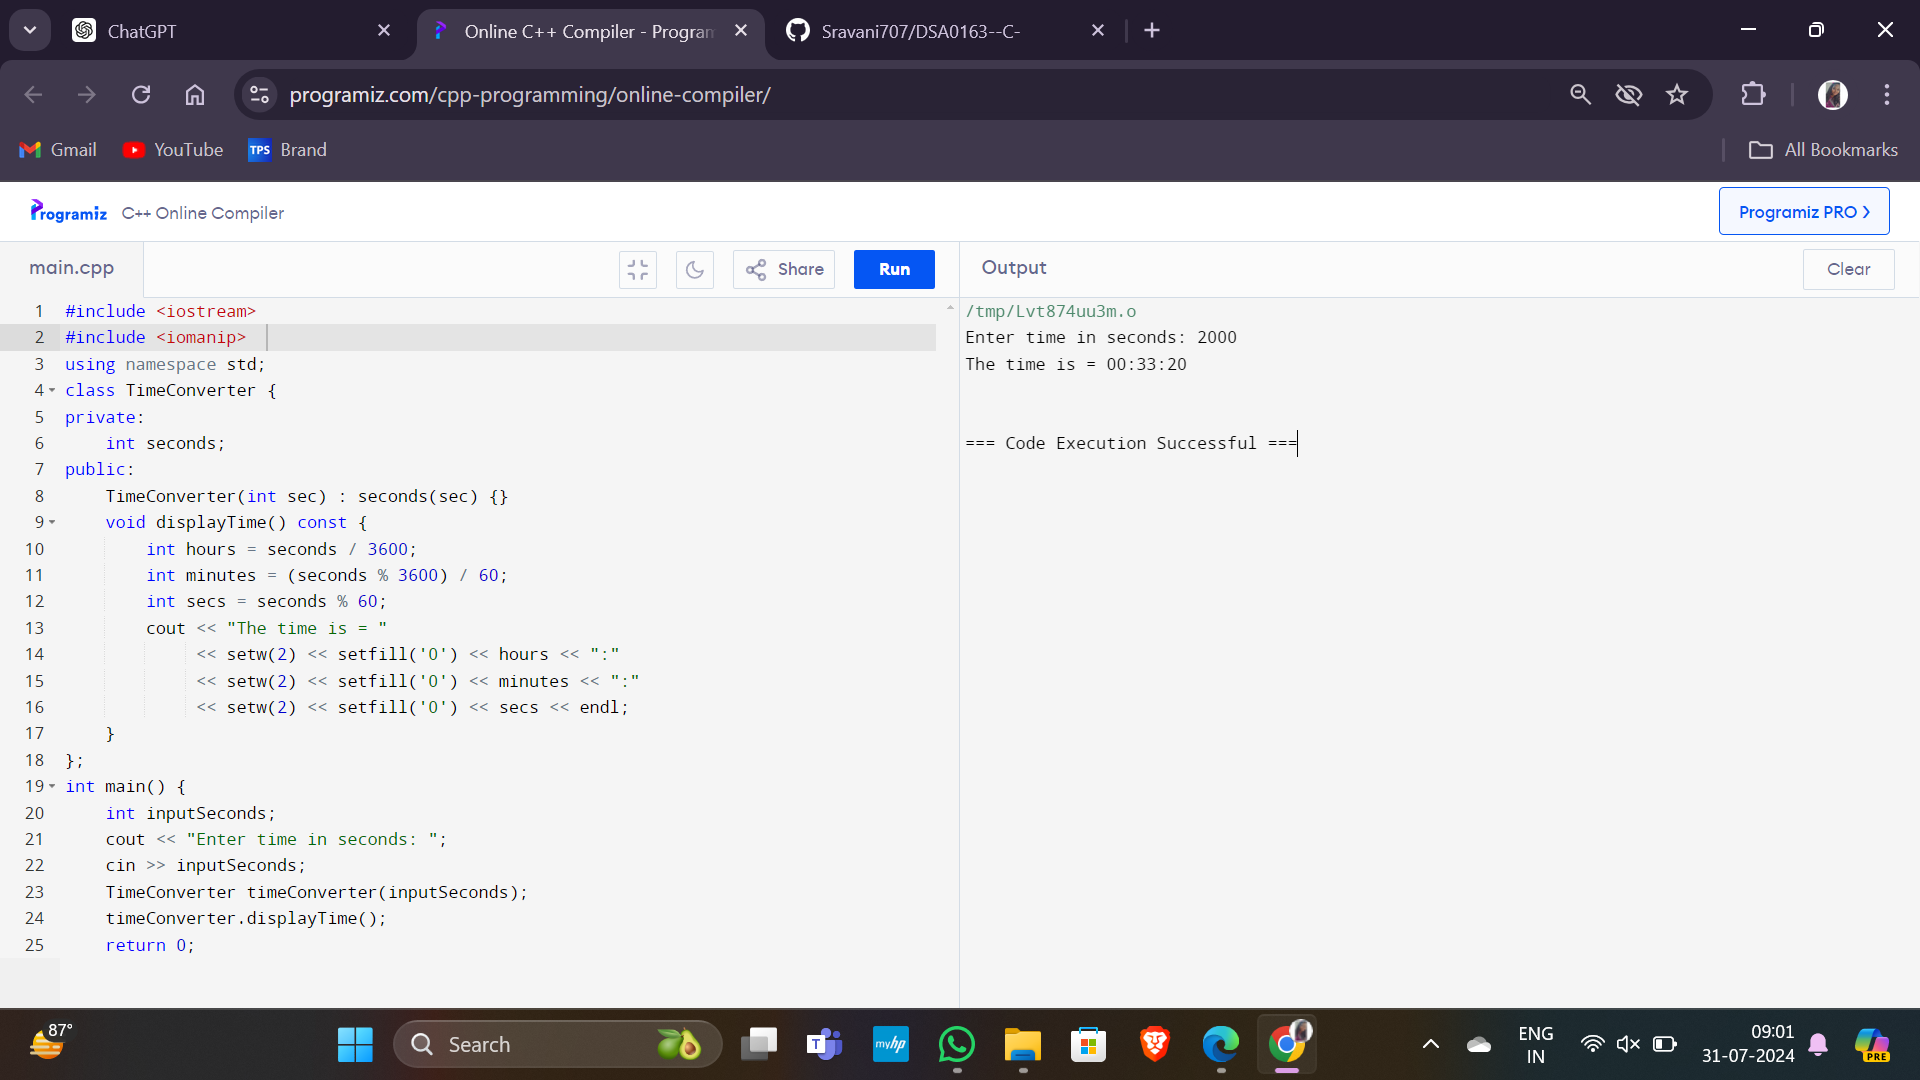 ChatGPT
Online C++ Compiler - Program
Sravani707/DSA0163--C-
programiz.com/cpp-programming/online-compiler/
Gmail
YouTube
TPS
Brand
All Bookmarks
Programiz
C++ Online Compiler
Programiz PRO >
main.cpp
Share
Run
Output
Clear
1 #include <iostream>
2 #include <iomanip>
3 using namespace std;
4 class TimeConverter {
5 private:
6 int seconds;
7 public:
8 TimeConverter(int sec) : seconds(sec) {}
9 void displayTime() const {
10 int hours = seconds / 3600;
11 int minutes = (seconds % 3600) / 60;
12 int secs = seconds % 60;
13 cout << "The time is = "
14 << setw(2) << setfill('0') << hours << ":"
15 << setw(2) << setfill('0') << minutes << ":"
16 << setw(2) << setfill('0') << secs << endl;
17 }
18 };
19 int main() {
20 int inputSeconds;
21 cout << "Enter time in seconds: ";
22 cin >> inputSeconds;
23 TimeConverter timeConverter(inputSeconds);
24 timeConverter.displayTime();
25 return 0;
/tmp/Lvt874uu3m.o
Enter time in seconds: 2000
The time is = 00:33:20
=== Code Execution Successful ===
87°
Search
T
myhp
ENG
IN
09:01
31-07-2024
PRE